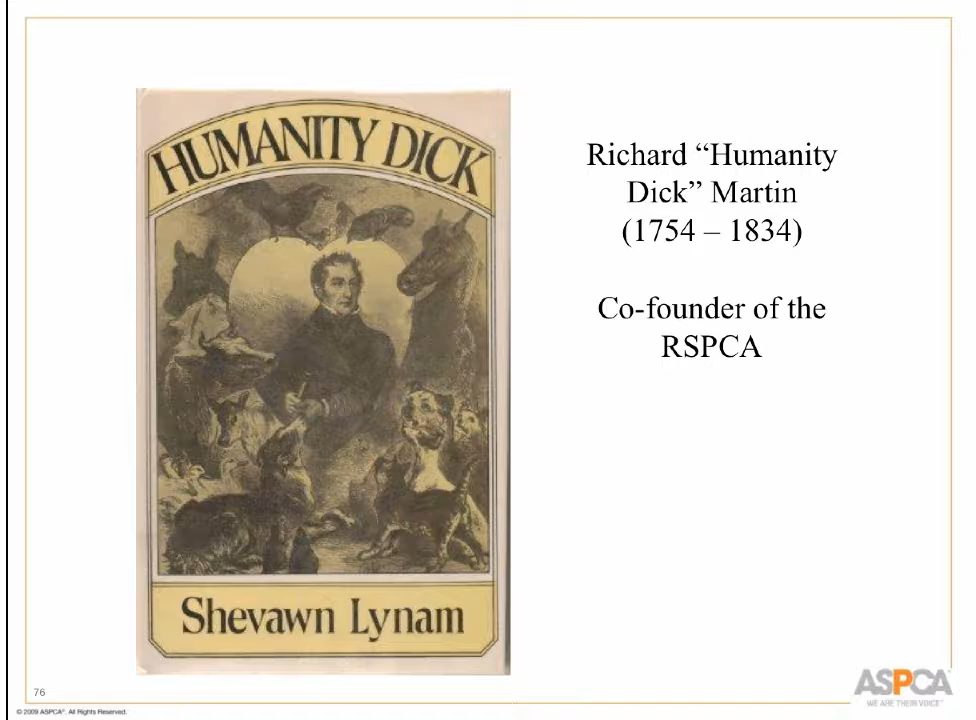 HUMANITY DICK
Shevawn Lynam
Richard “Humanity
Dick” Martin
(1754 – 1834)
Co-founder of the
RSPCA
76
© 2009 ASPCA®. All Rights Reserved.
ASPCA
WE ARE THEIR VOICE™